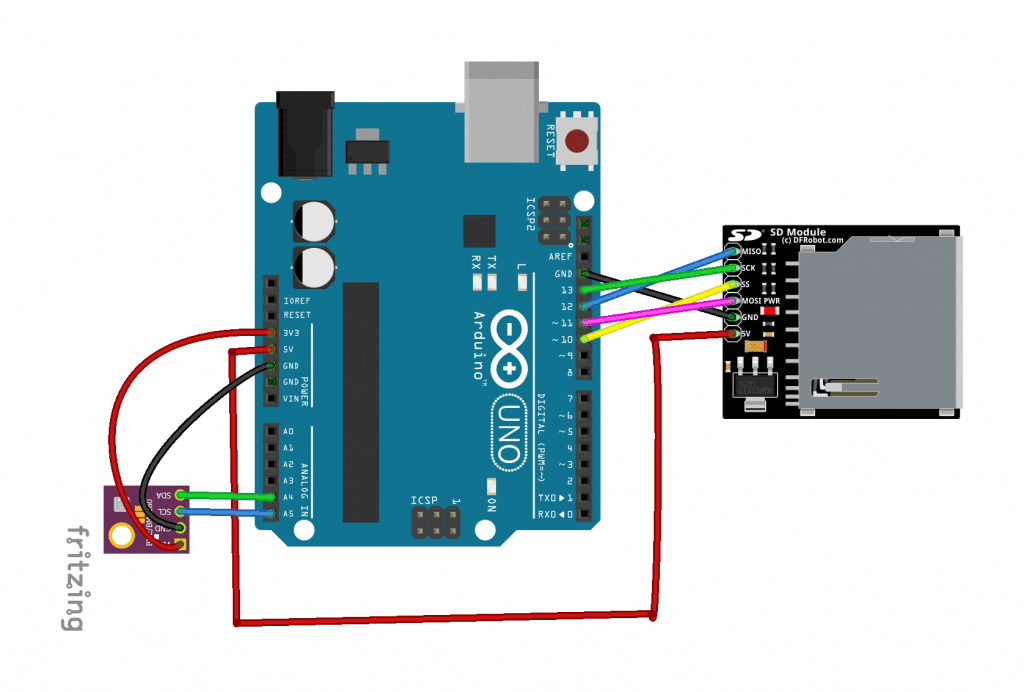 RESET
ICSP2
AREF
GND
13
12
~11
~10
~9
8
7
~6
~5
4
~3
2
TX0▶1
RX0◀0
DIGITAL (PWM=~)
TX
RX
L
Arduino™
UNO
ON
ICSP
1
IOREF
RESET
3V3
5V
GND
GND
VIN
POWER
A0
A1
A2
A3
A4
A5
ANALOG IN
SD
SD Module
(c) DFRobot.com
MISO
SCK
SS
MOSI PWR
GND
5V
SDA
SCL
GND
fritzing